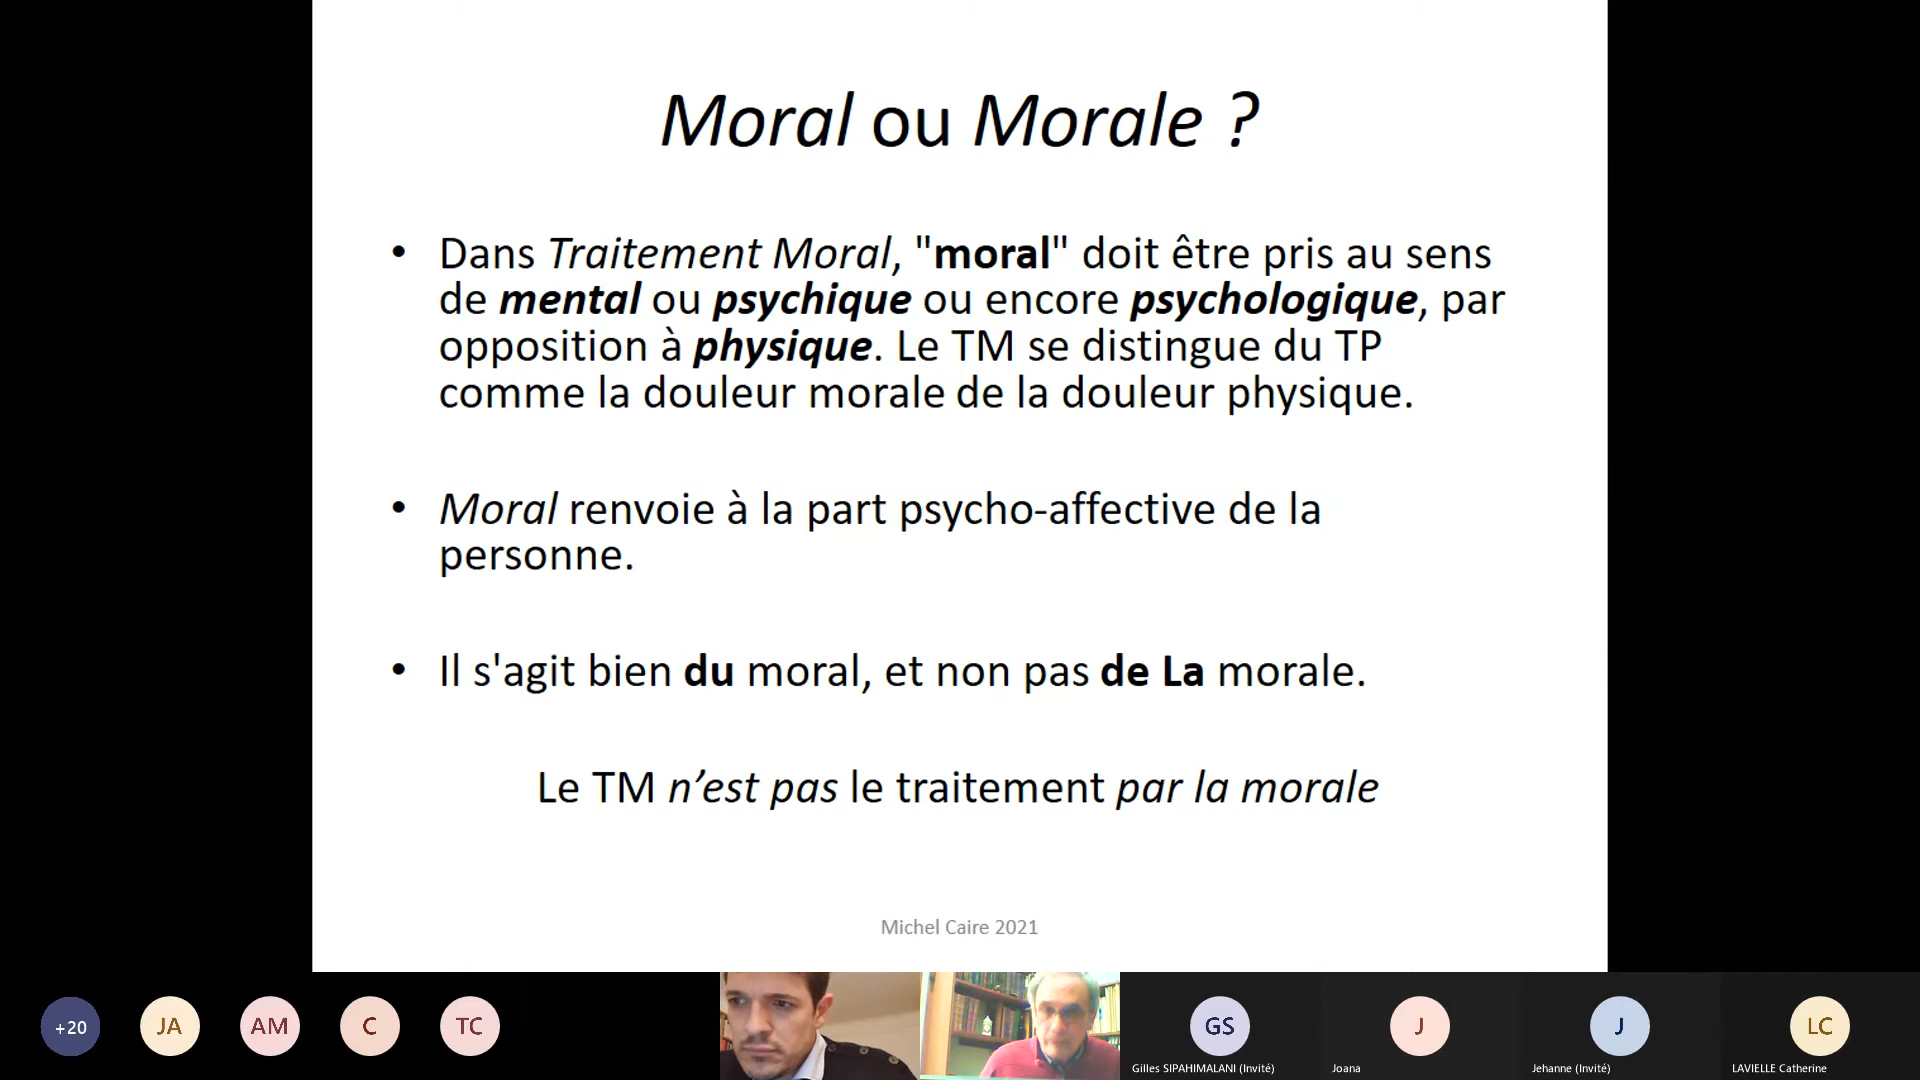 Moral ou Morale ?
• Dans Traitement Moral, "moral" doit être pris au sens
de mental ou psychique ou encore psychologique, par
opposition à physique. Le TM se distingue du TP
comme la douleur morale de la douleur physique.
• Moral renvoie à la part psycho-affective de la
personne.
• Il s'agit bien du moral, et non pas de La morale.
Le TM n’est pas le traitement par la morale
Michel Caire 2021
+20
JA
AM
C
TC
GS
J
J
LC
Gilles SIPAHIMALANI (Invité)
Joana
Jehanne (Invité)
LAVIELLE Catherine